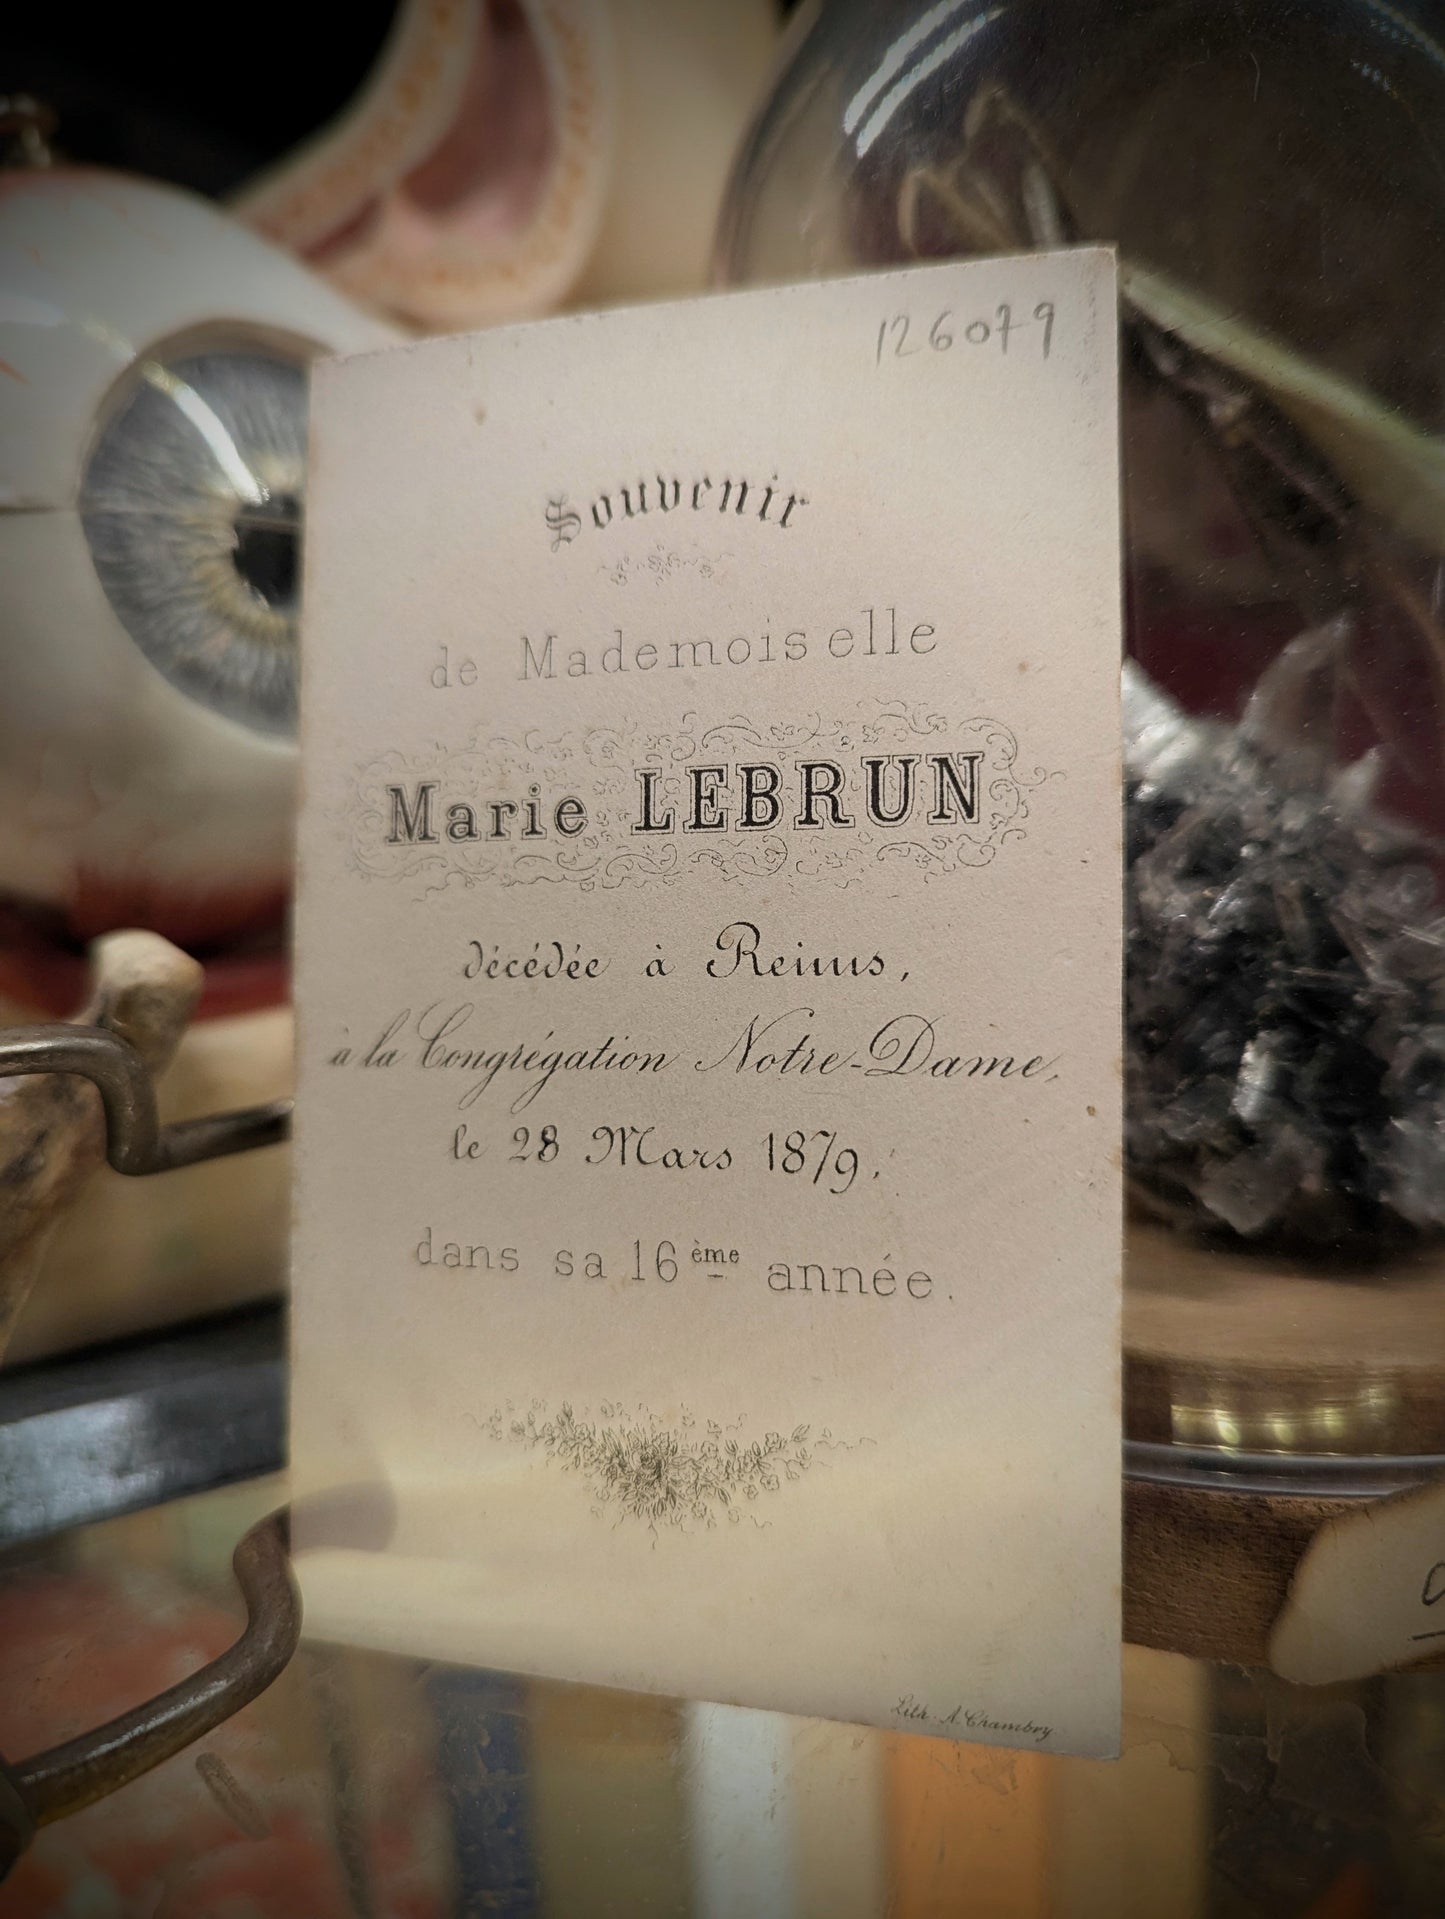 126079
Souvenir
de Mademoiselle
Marie LEBRUN
décédée à Reims,
à la Congrégation Notre-Dame,
le 28 Mars 1879,
dans sa 16ème année.
Lith. A. Chambry